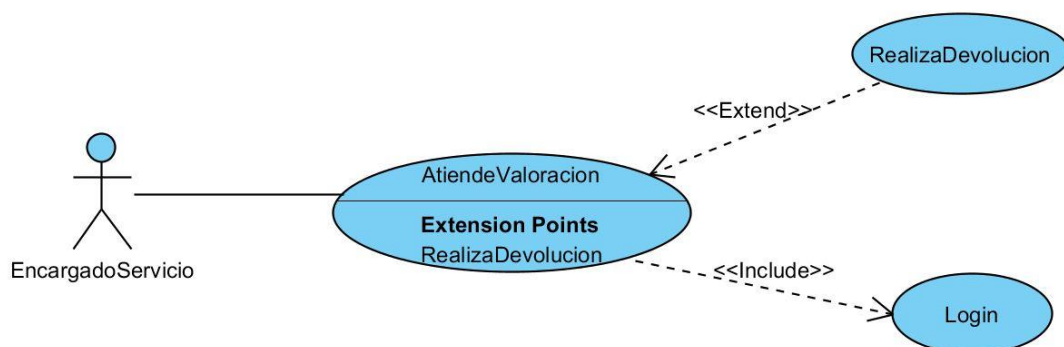 RealizaDevolucion
<<Extend>>
AtiendeValoracion
Extension Points
RealizaDevolucion
EncargadoServicio
<<Include>>
Login